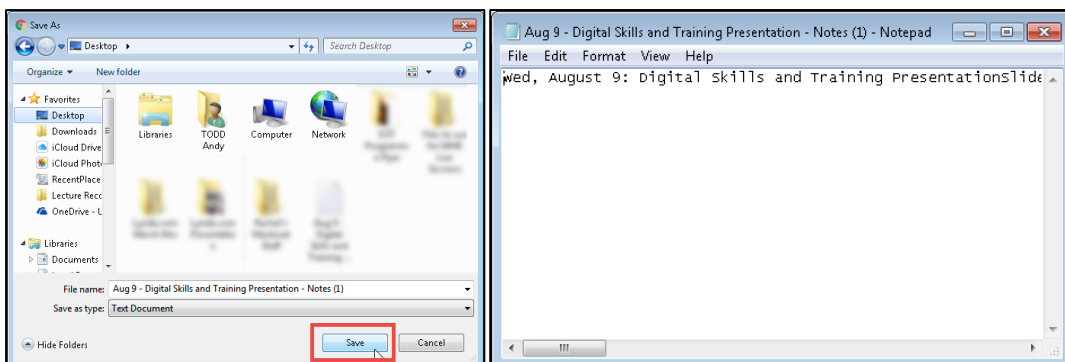 Save As
Desktop
Search Desktop
Organize
New folder
Favorites
Desktop
Downloads
iCloud Drive
iCloud Phot
RecentPlace
Lecture Recc
OneDrive - L
Libraries
Documents
Libraries
TODD
Andy
Computer
Network
File name: Aug 9 - Digital Skills and Training Presentation - Notes (1)
Save as type: Text Document
Hide Folders
Save
Cancel
Aug 9 - Digital Skills and Training Presentation - Notes (1) - Notepad
File Edit Format View Help
Wed, August 9: Digital Skills and Training PresentationSlide